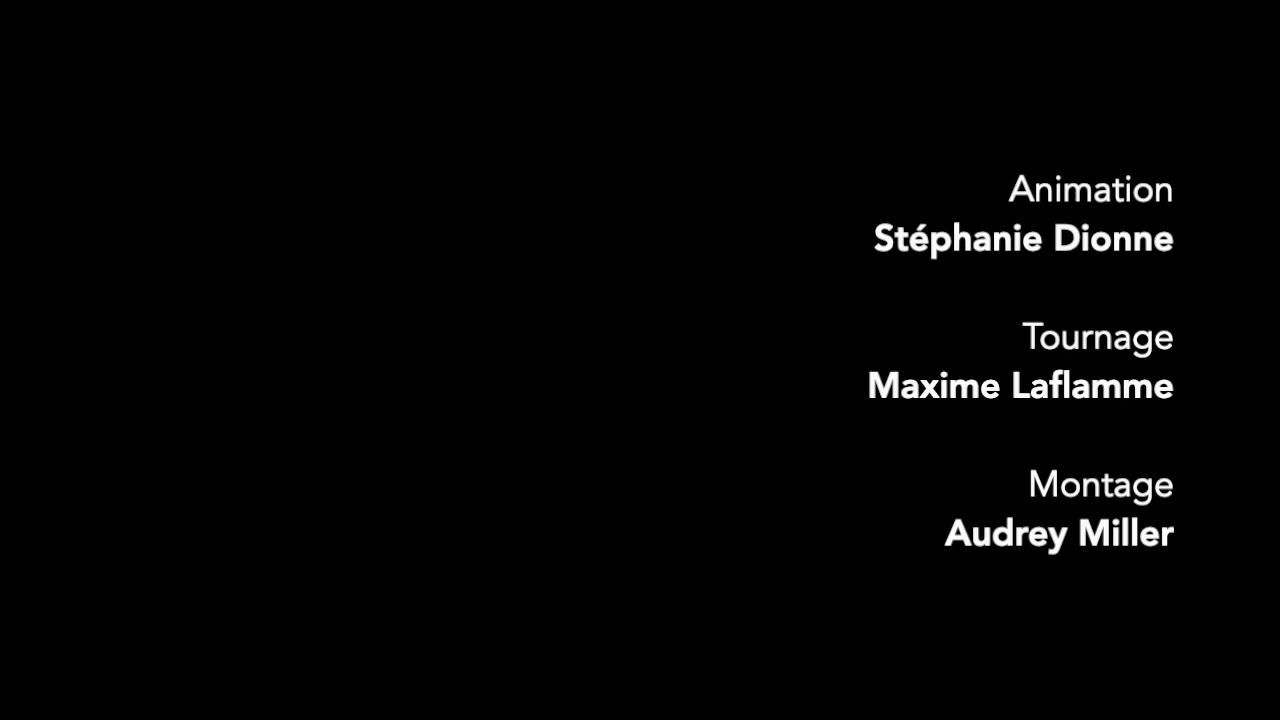 Animation
Stéphanie Dionne
Tournage
Maxime Laflamme
Montage
Audrey Miller